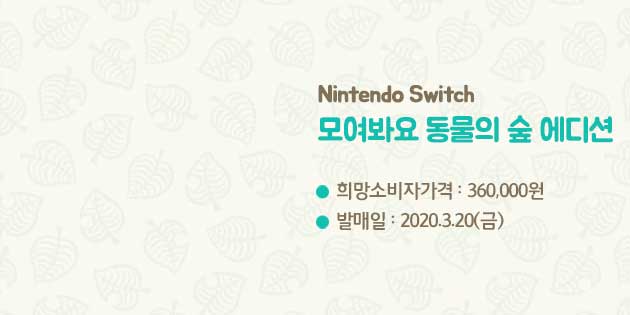 Nintendo Switch
모여봐요 동물의 숲 에디션
희망소비자가격 : 360,000원
발매일 : 2020.3.20(금)